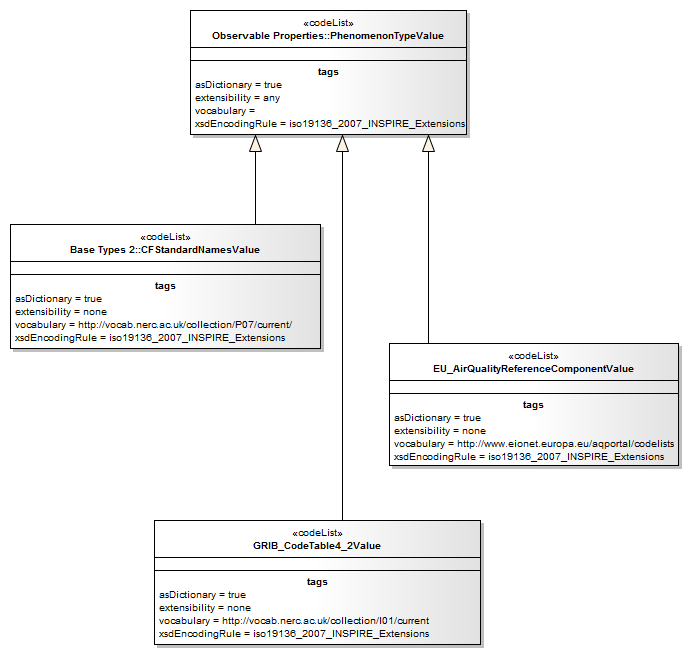 «codeList»
Observable Properties::PhenomenonTypeValue
tags
asDictionary = true
extensibility = any
vocabulary =
xsdEncodingRule = iso19136_2007_INSPIRE_Extensions
«codeList»
Base Types 2::CFStandardNamesValue
tags
asDictionary = true
extensibility = none
vocabulary = http://vocab.nerc.ac.uk/collection/P07/current/
xsdEncodingRule = iso19136_2007_INSPIRE_Extensions
«codeList»
EU_AirQualityReferenceComponentValue
tags
asDictionary = true
extensibility = none
vocabulary = http://www.eionet.europa.eu/aqportal/codelists
xsdEncodingRule = iso19136_2007_INSPIRE_Extensions
«codeList»
GRIB_CodeTable4_2Value
tags
asDictionary = true
extensibility = none
vocabulary = http://vocab.nerc.ac.uk/collection/I01/current
xsdEncodingRule = iso19136_2007_INSPIRE_Extensions